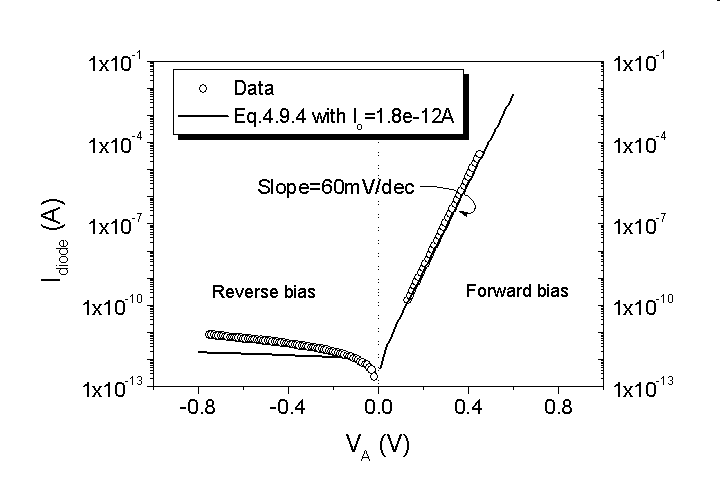 Data
Eq.4.9.4 with Io=1.8e-12A
1x10-1
1x10-4
1x10-7
1x10-10
1x10-13
Idiode (A)
Slope=60mV/dec
Reverse bias
Forward bias
1x10-1
1x10-4
1x10-7
1x10-10
1x10-13
-0.8 -0.4 0.0 0.4 0.8
VA (V)